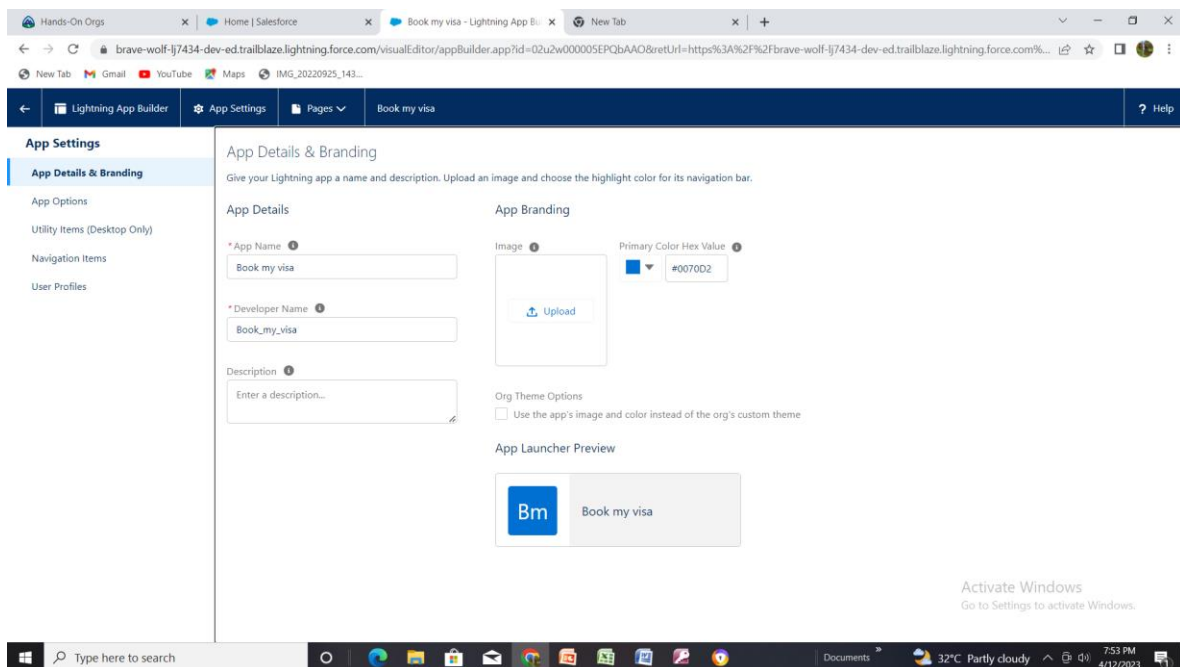 Hands-On Orgs
Home | Salesforce
Book my visa - Lightning App Bu
New Tab
brave-wolf-lj7434-dev-ed.trailblaze.lightning.force.com/visualEditor/appBuilder.app?id=02u2w000005EPQbAAO&retUrl=https%3A%2F%2Fbrave-wolf-lj7434-dev-ed.trailblaze.lightning.force.com%...
New Tab
Gmail
YouTube
Maps
IMG_20220925_143...
Lightning App Builder
App Settings
Pages
Book my visa
? Help
App Settings
App Details & Branding
App Options
Utility Items (Desktop Only)
Navigation Items
User Profiles
App Details & Branding
Give your Lightning app a name and description. Upload an image and choose the highlight color for its navigation bar.
App Details
*App Name
Book my visa
*Developer Name
Book_my_visa
Description
Enter a description...
App Branding
Image
Upload
Primary Color Hex Value
#0070D2
Org Theme Options
Use the app's image and color instead of the org's custom theme
App Launcher Preview
Bm
Book my visa
Activate Windows
Go to Settings to activate Windows.
Type here to search
Documents
32°C Partly cloudy
7:53 PM
4/12/2023